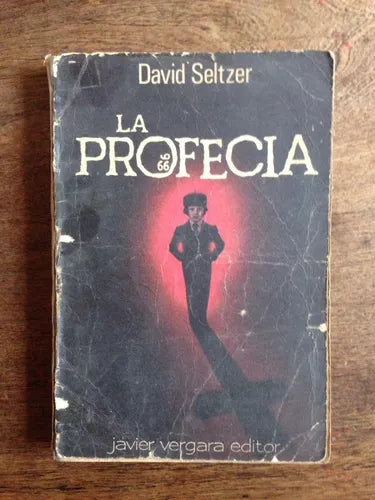 David Seltzer
LA
PROFECIA
666
javier vergara editor